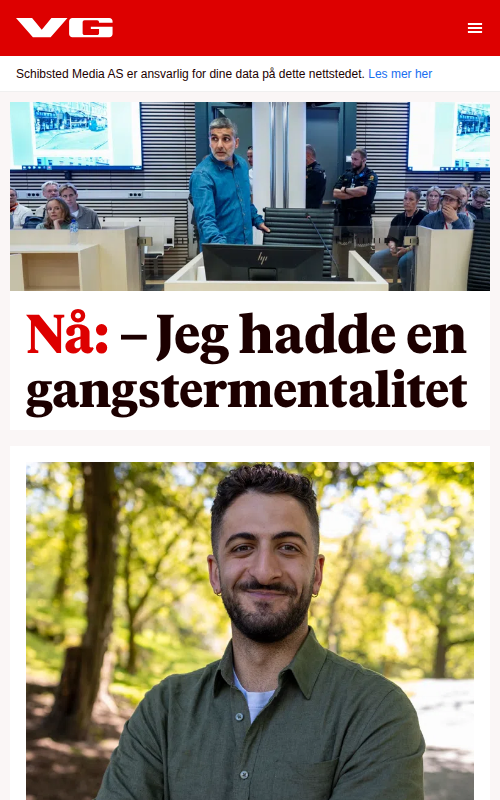 VG
Schibsted Media AS er ansvarlig for dine data på dette nettstedet. Les mer her
hp
Nå: – Jeg hadde en
gangstermentalitet